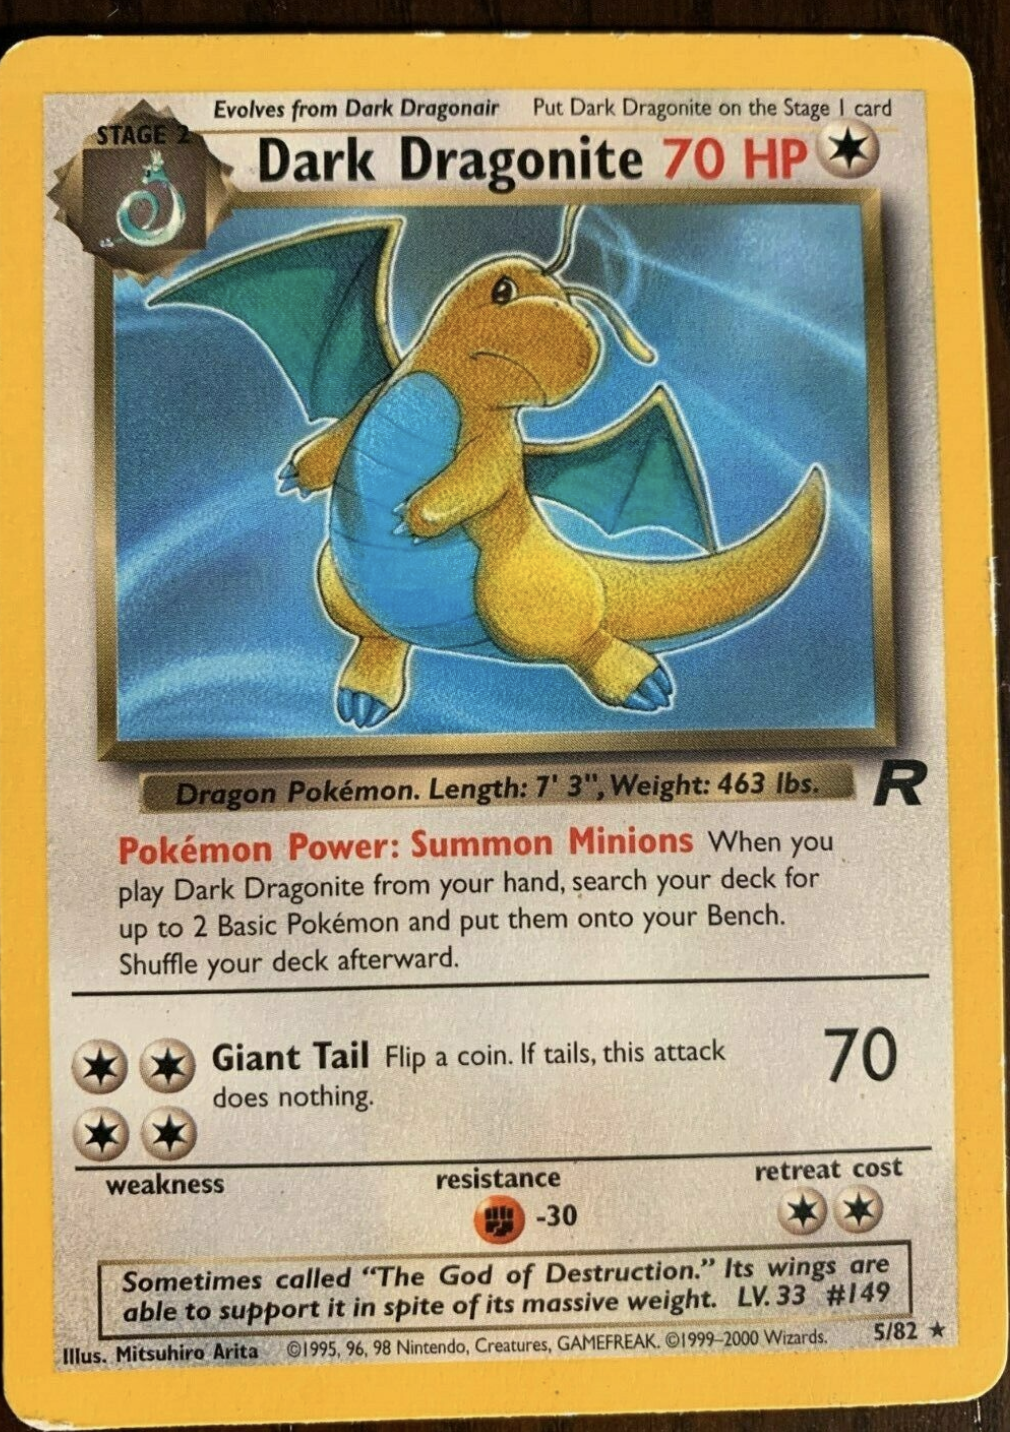 Evolves from Dark Dragonair Put Dark Dragonite on the Stage 1 card
STAGE 2
Dark Dragonite 70 HP
Dragon Pokémon. Length: 7' 3", Weight: 463 lbs.
R
Pokémon Power: Summon Minions When you
play Dark Dragonite from your hand, search your deck for
up to 2 Basic Pokémon and put them onto your Bench.
Shuffle your deck afterward.
Giant Tail Flip a coin. If tails, this attack
does nothing.
70
weakness resistance retreat cost
-30
Sometimes called “The God of Destruction.” Its wings are
able to support it in spite of its massive weight. LV. 33 #149
Illus. Mitsuhiro Arita ©1995, 96, 98 Nintendo, Creatures, GAMEFREAK. ©1999–2000 Wizards. 5/82 ★